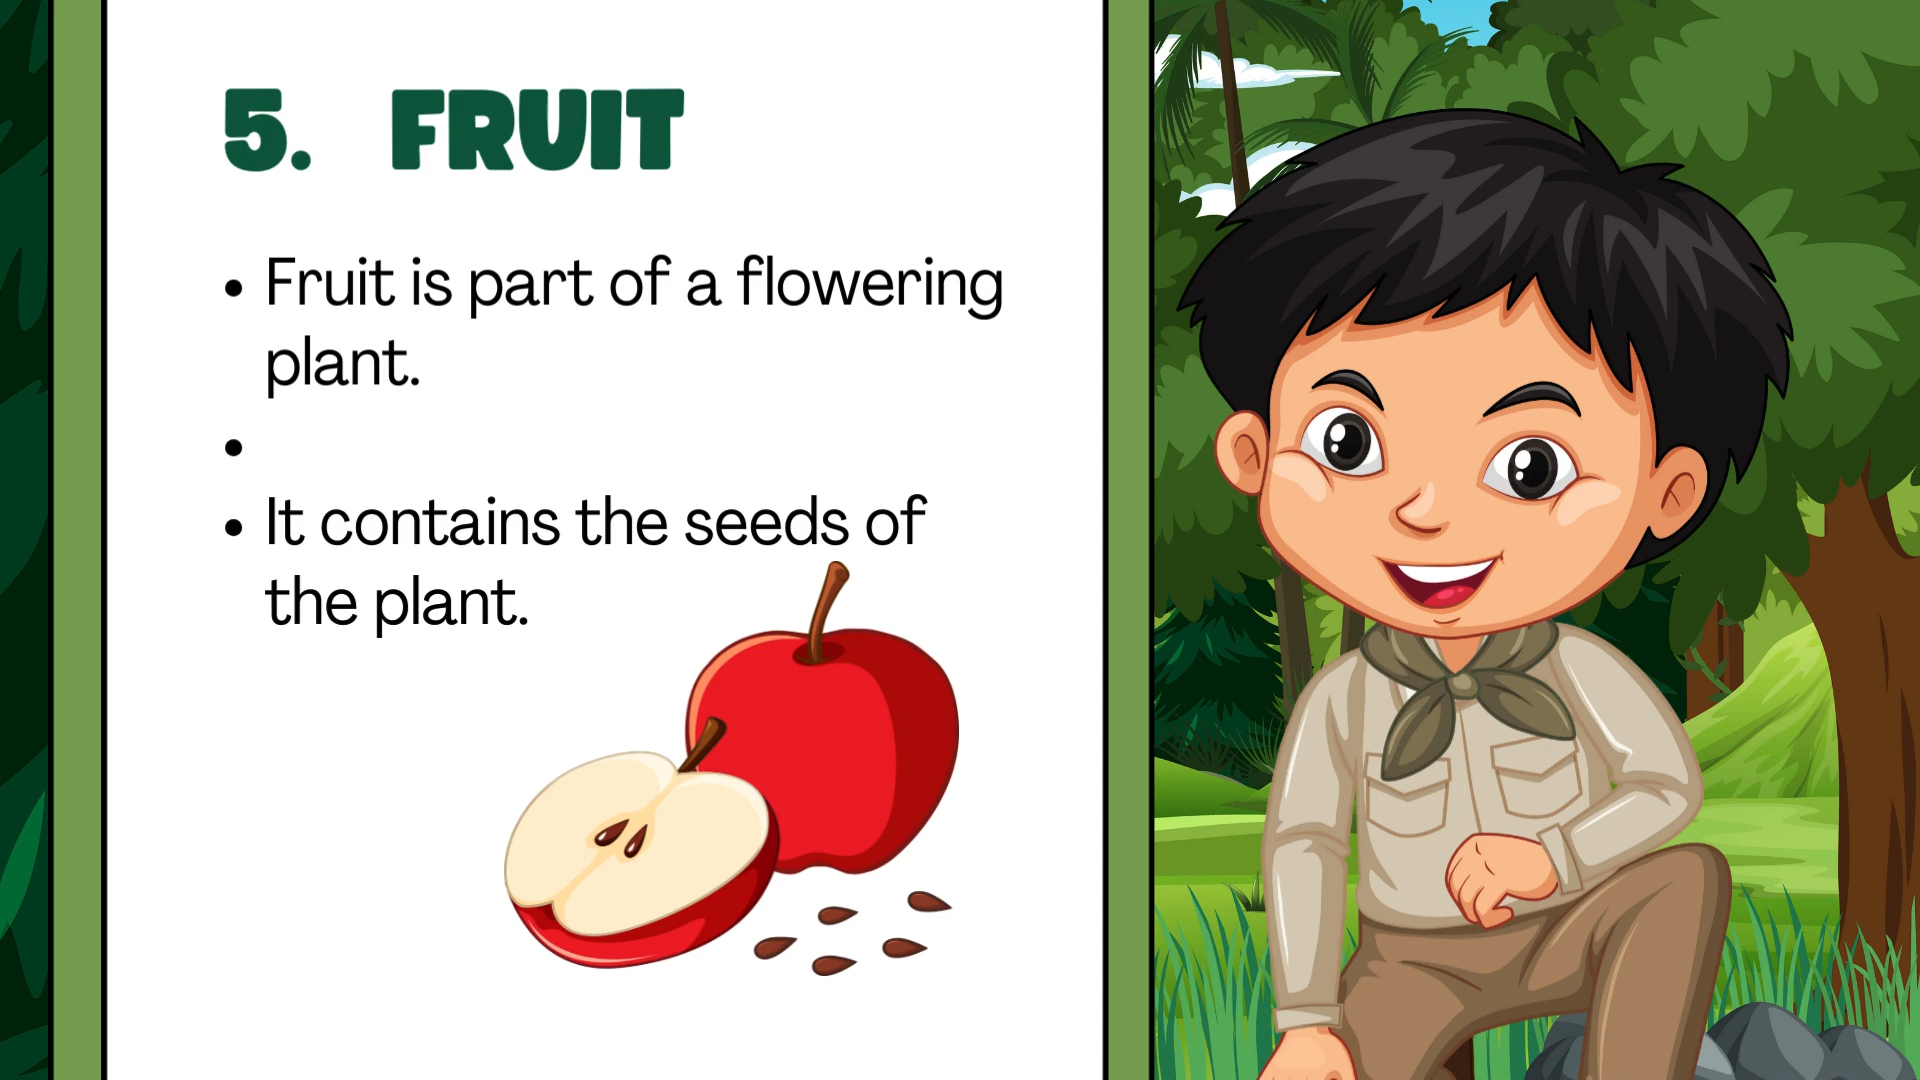 5. FRUIT
• Fruit is part of a flowering
plant.
•
• It contains the seeds of
the plant.